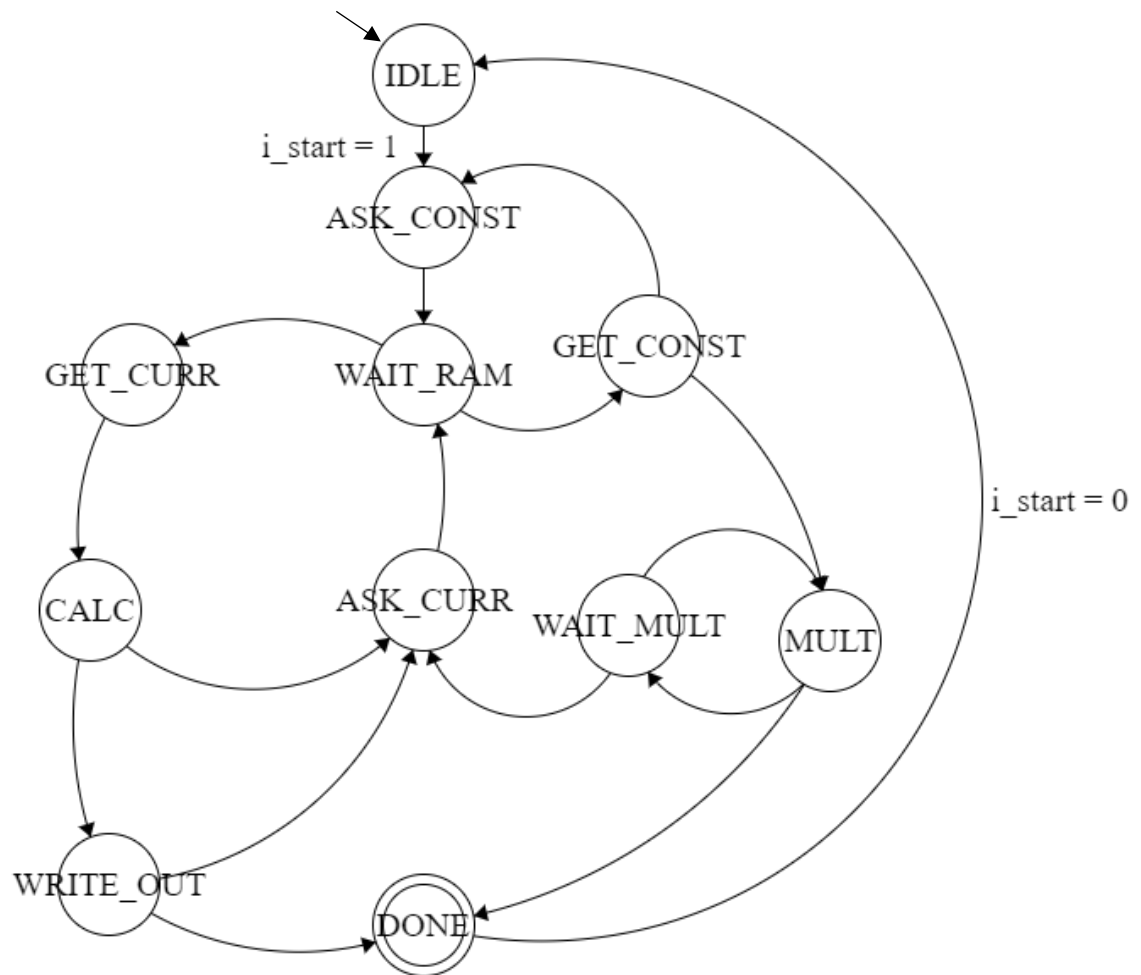 IDLE
i_start = 1
ASK_CONST
GET_CONST
GET_CURR
WAIT_RAM
i_start = 0
CALC
ASK_CURR
WAIT_MULT
MULT
WRITE_OUT
DONE